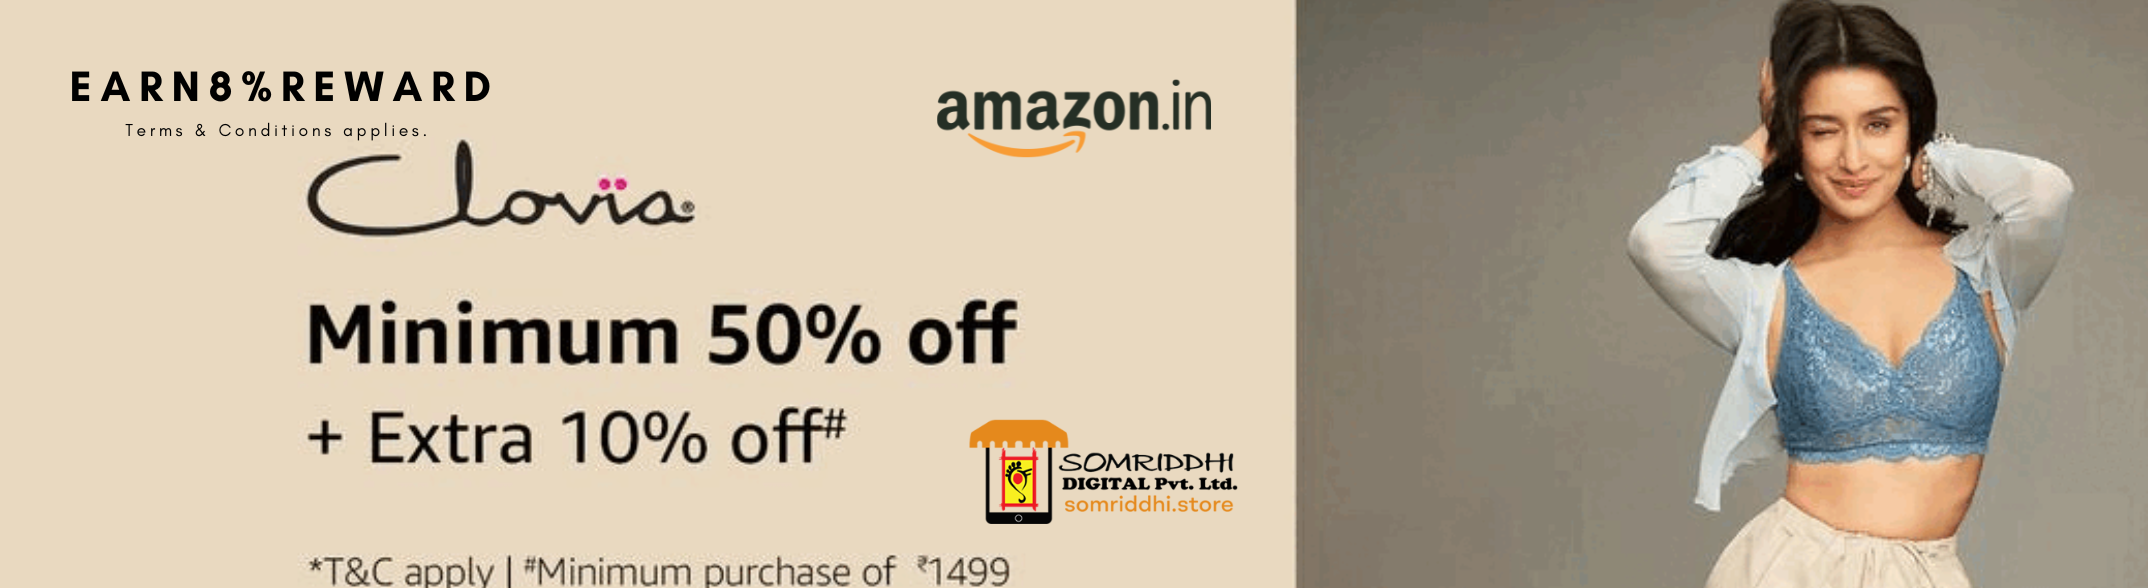 EARN8%REWARD
Terms & Conditions applies.
amazon.in
Clovia®
Minimum 50% off
+ Extra 10% off#
SOMRIDDHI
DIGITAL Pvt. Ltd.
somriddhi.store
*T&C apply | #Minimum purchase of ₹1499